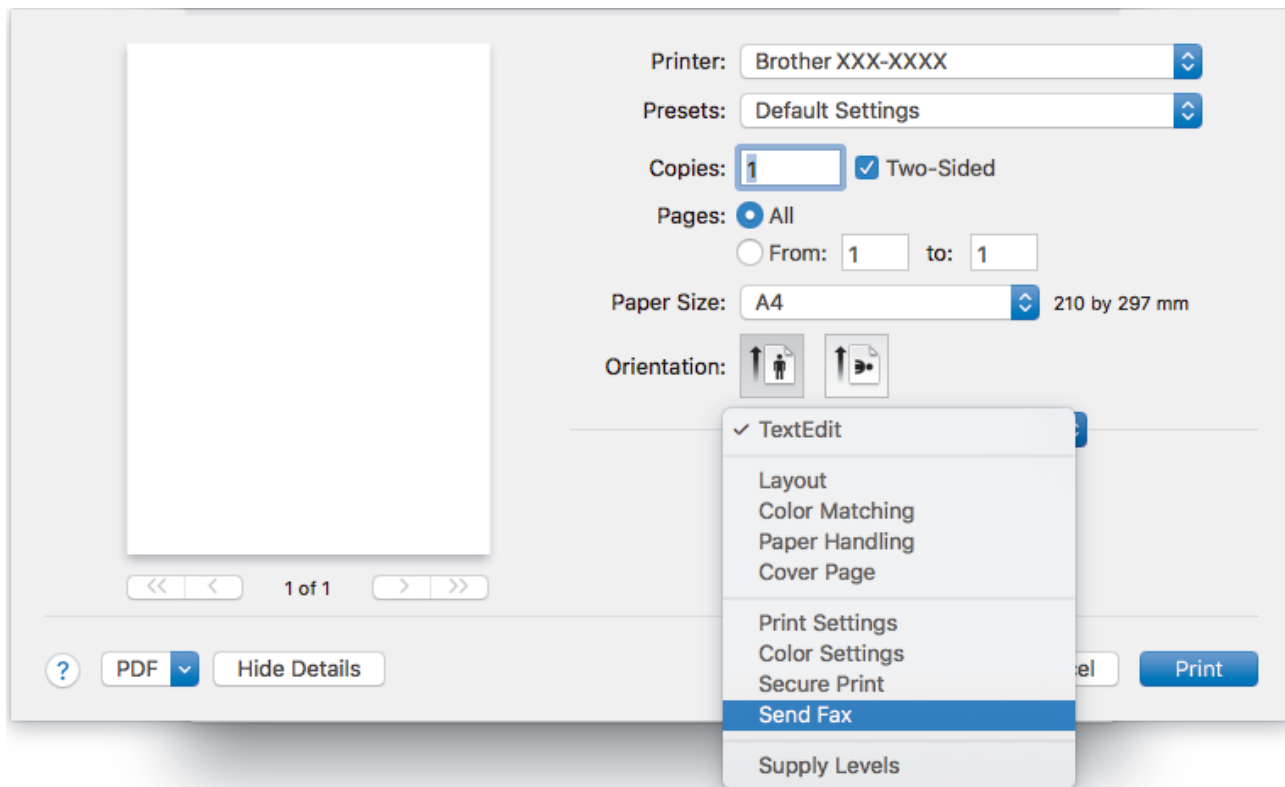 Printer: Brother XXX-XXXX
Presets: Default Settings
Copies: 1 Two-Sided
Pages: All
From: 1 to: 1
Paper Size: A4 210 by 297 mm
Orientation:
TextEdit
Layout
Color Matching
Paper Handling
Cover Page
1 of 1
Print Settings
Color Settings
Secure Print
Send Fax
Supply Levels
? PDF Hide Details Print